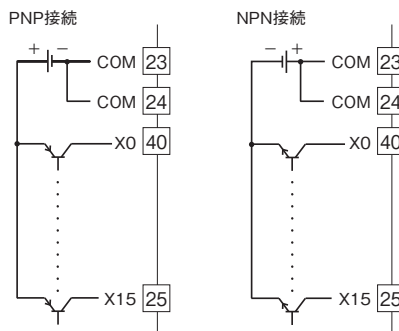 PNP接続
+ −
COM 23
COM 24
X0 40
X15 25
NPN接続
− +
COM 23
COM 24
X0 40
X15 25